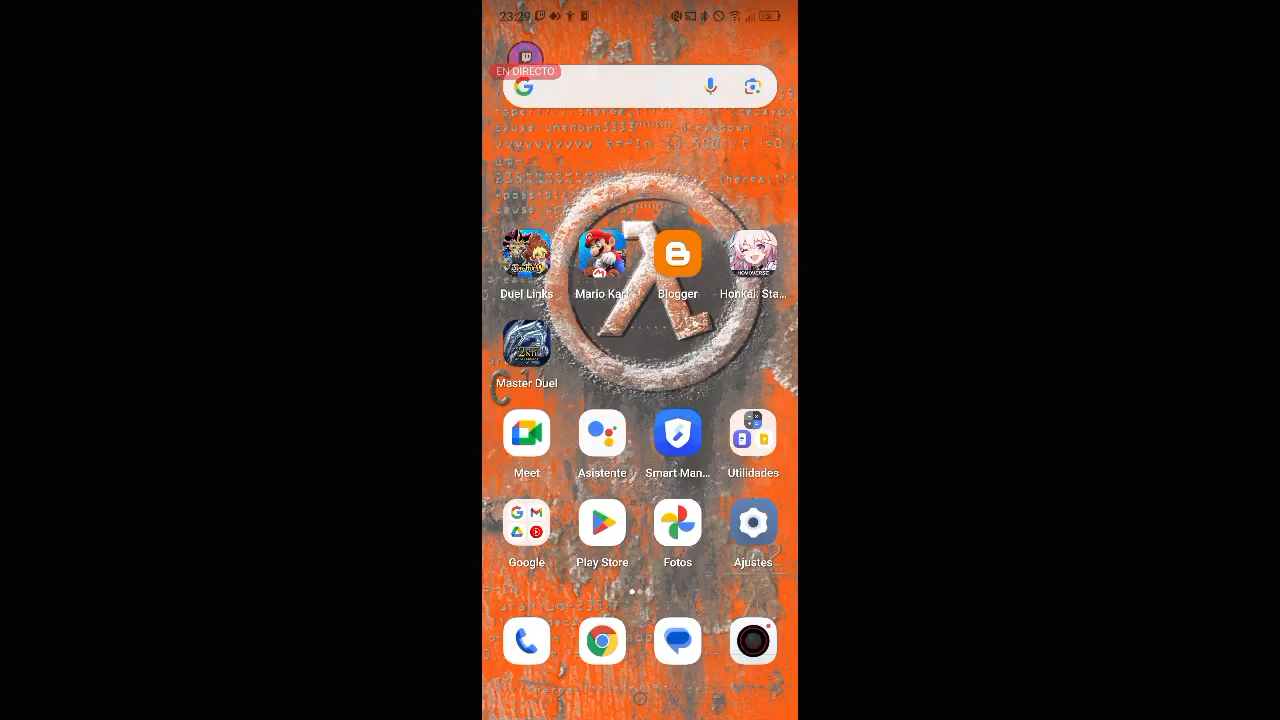 23:29
EN DIRECTO
Duel Links
Mario Kart
Blogger
Honkai: Sta...
HOYOVERSE
Master Duel
Meet
Asistente
Smart Man...
Utilidades
Google
Play Store
Fotos
Ajustes